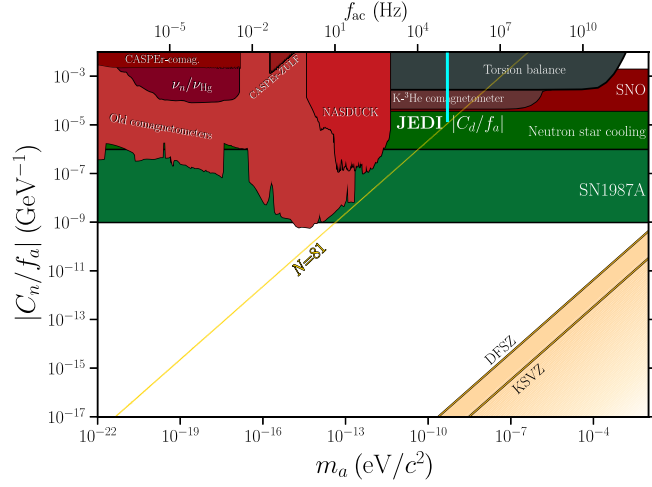 f_ac (Hz)
10^−5 10^−2 10^1 10^4 10^7 10^10
|C_n/f_a| (GeV^−1)
10^−3
10^−5
10^−7
10^−9
10^−11
10^−13
10^−15
10^−17
CASPEr-comag.
ν_n/ν_Hg
CASPEr-ZULF
Torsion balance
SNO
K-³He comagnetometer
NASDUCK
Old comagnetometers
JEDI |C_d/f_a|
Neutron star cooling
SN1987A
N=81
DFSZ
KSVZ
10^−22 10^−19 10^−16 10^−13 10^−10 10^−7 10^−4
m_a (eV/c²)